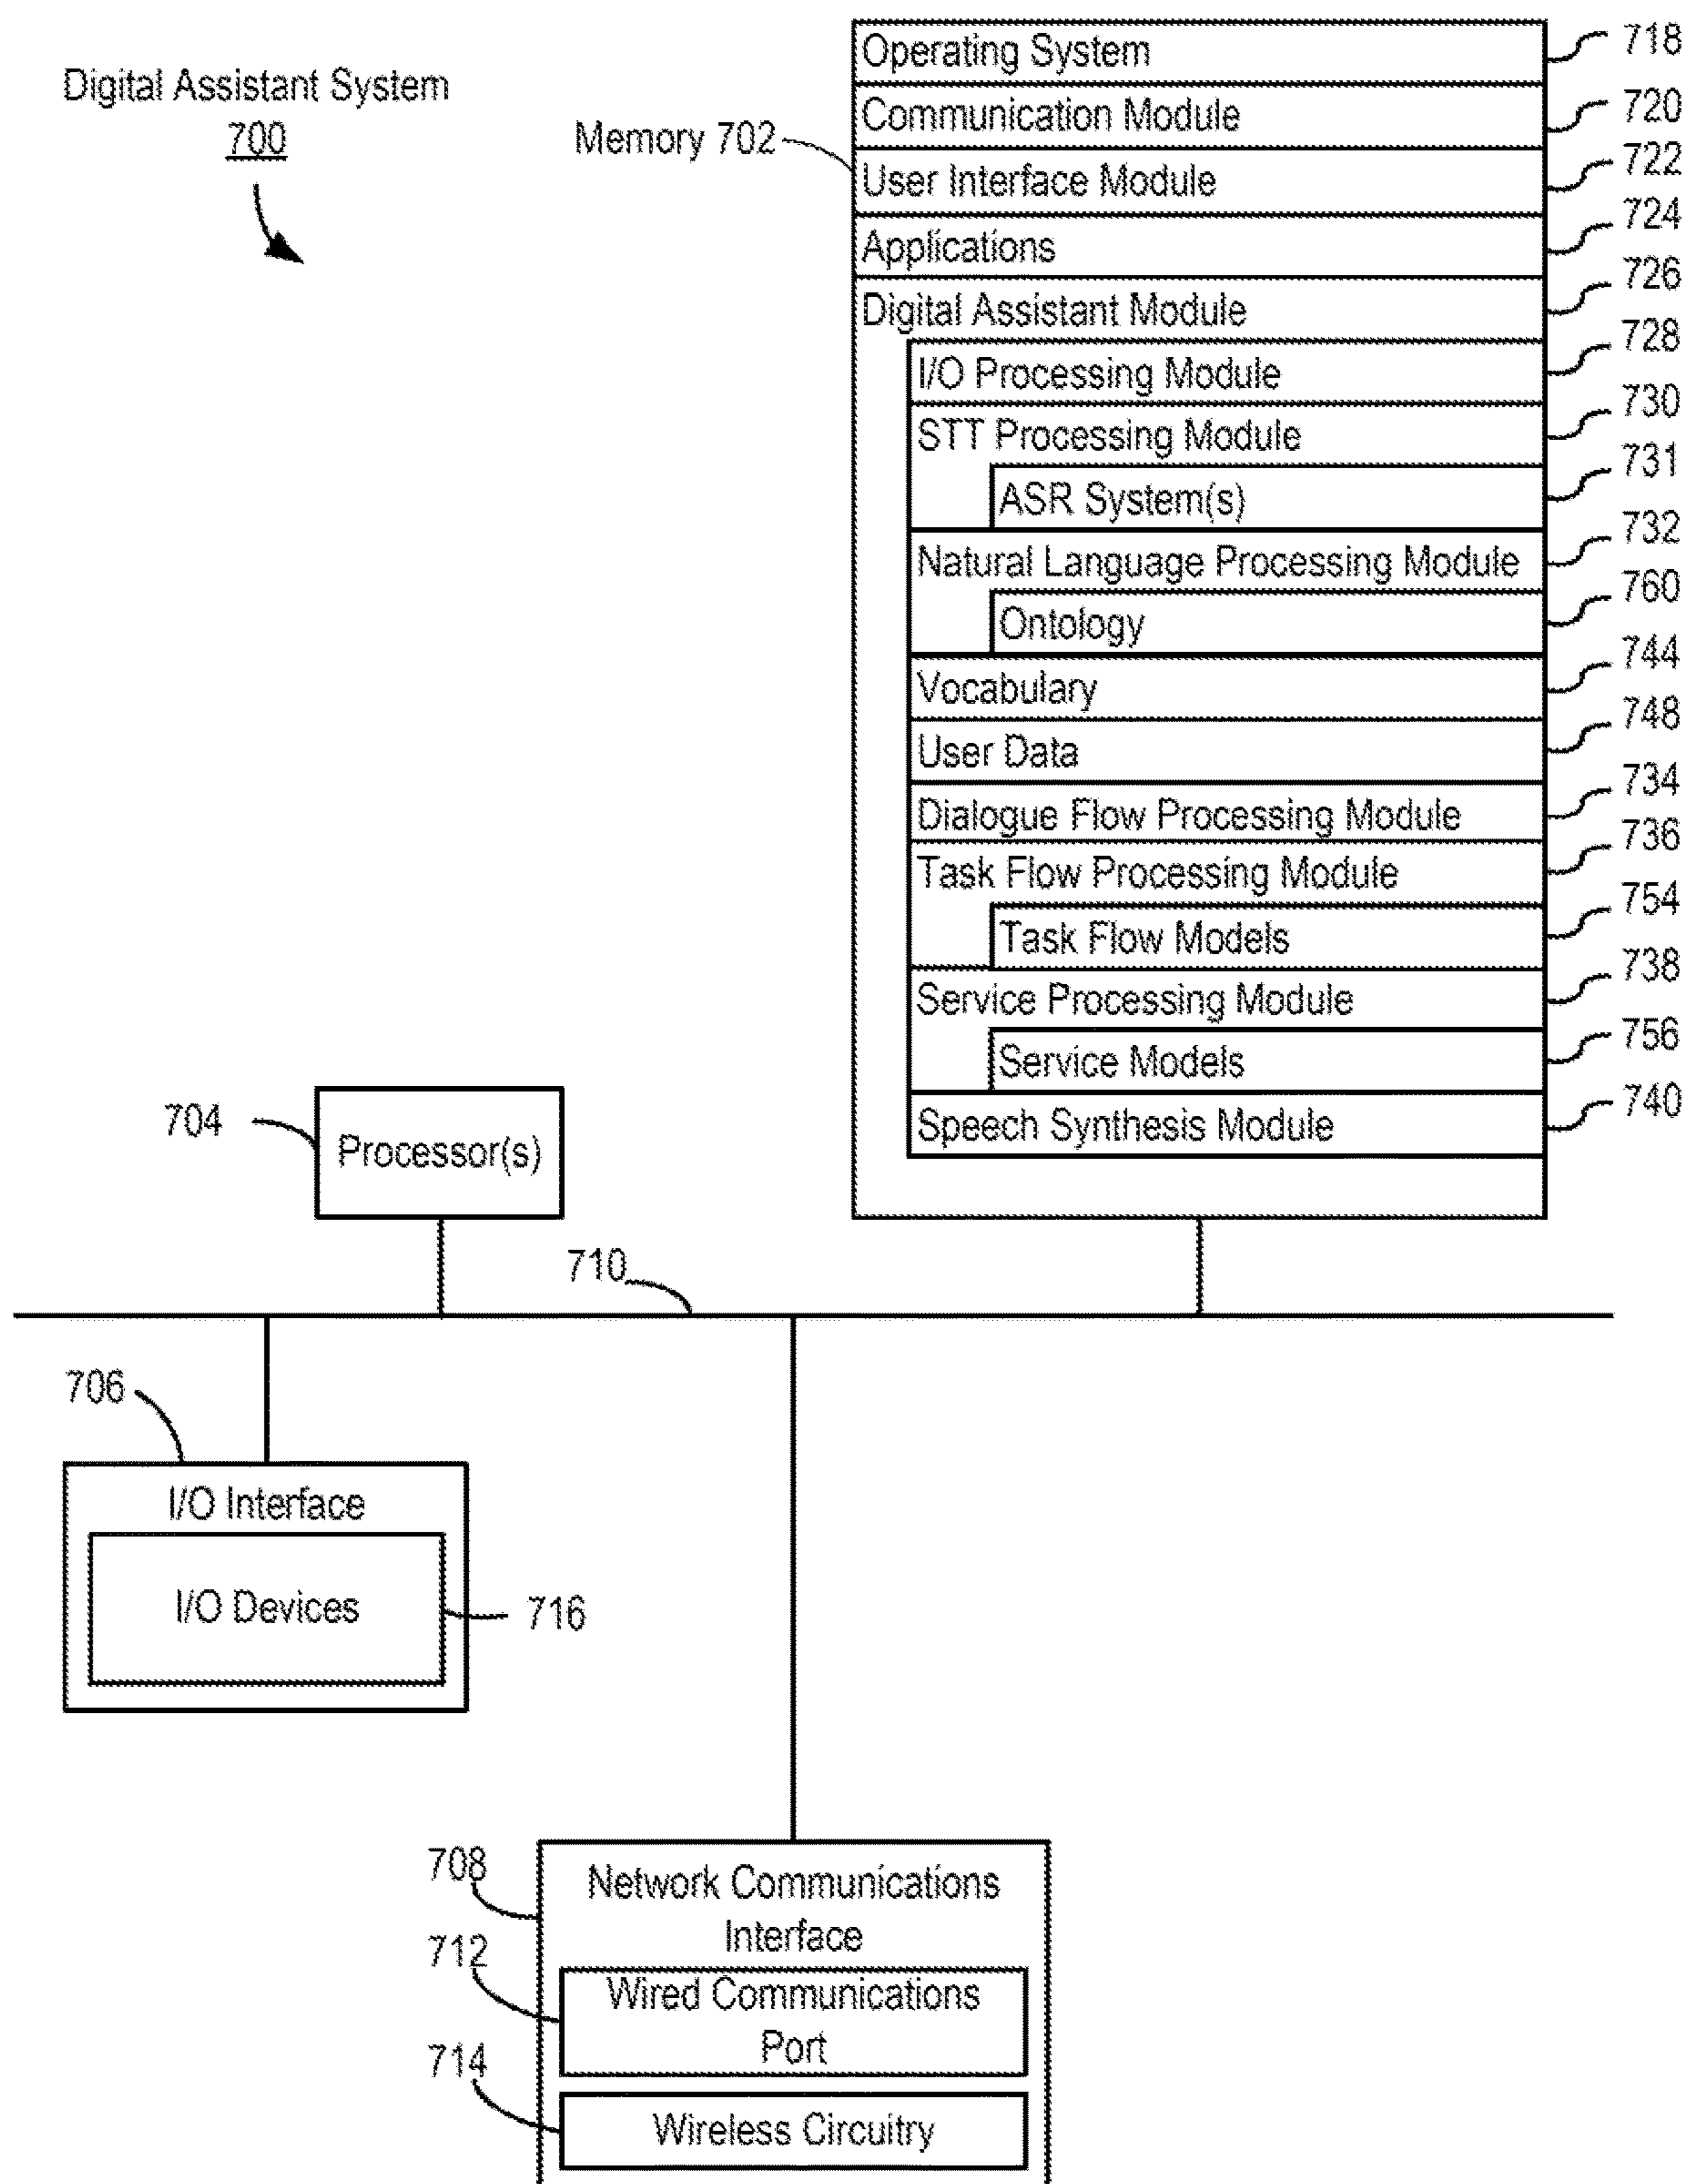 Digital Assistant System
700
Memory 702
Operating System 718
Communication Module 720
User Interface Module 722
Applications 724
Digital Assistant Module 726
I/O Processing Module 728
STT Processing Module 730
ASR System(s) 731
Natural Language Processing Module 732
Ontology 760
Vocabulary 744
User Data 748
Dialogue Flow Processing Module 734
Task Flow Processing Module 736
Task Flow Models 754
Service Processing Module 738
Service Models 756
Speech Synthesis Module 740
704
Processor(s)
710
706
I/O Interface
I/O Devices
716
708
Network Communications
Interface
712
Wired Communications
Port
714
Wireless Circuitry